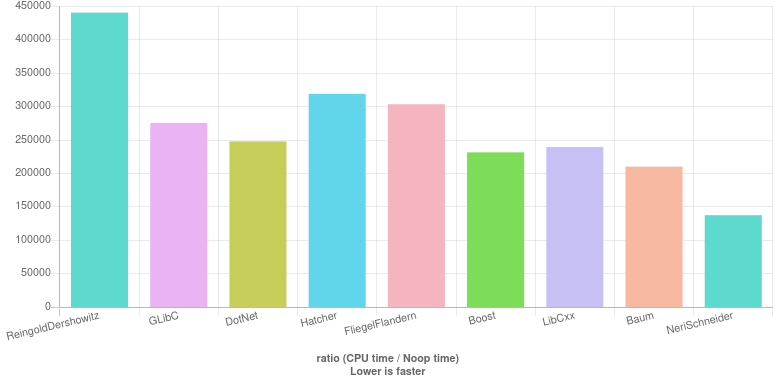 450000
400000
350000
300000
250000
200000
150000
100000
50000
0
ReingoldDershowitz
GLibC
DotNet
Hatcher
FliegelFlandern
Boost
LibCxx
Baum
NeriSchneider
ratio (CPU time / Noop time)
Lower is faster